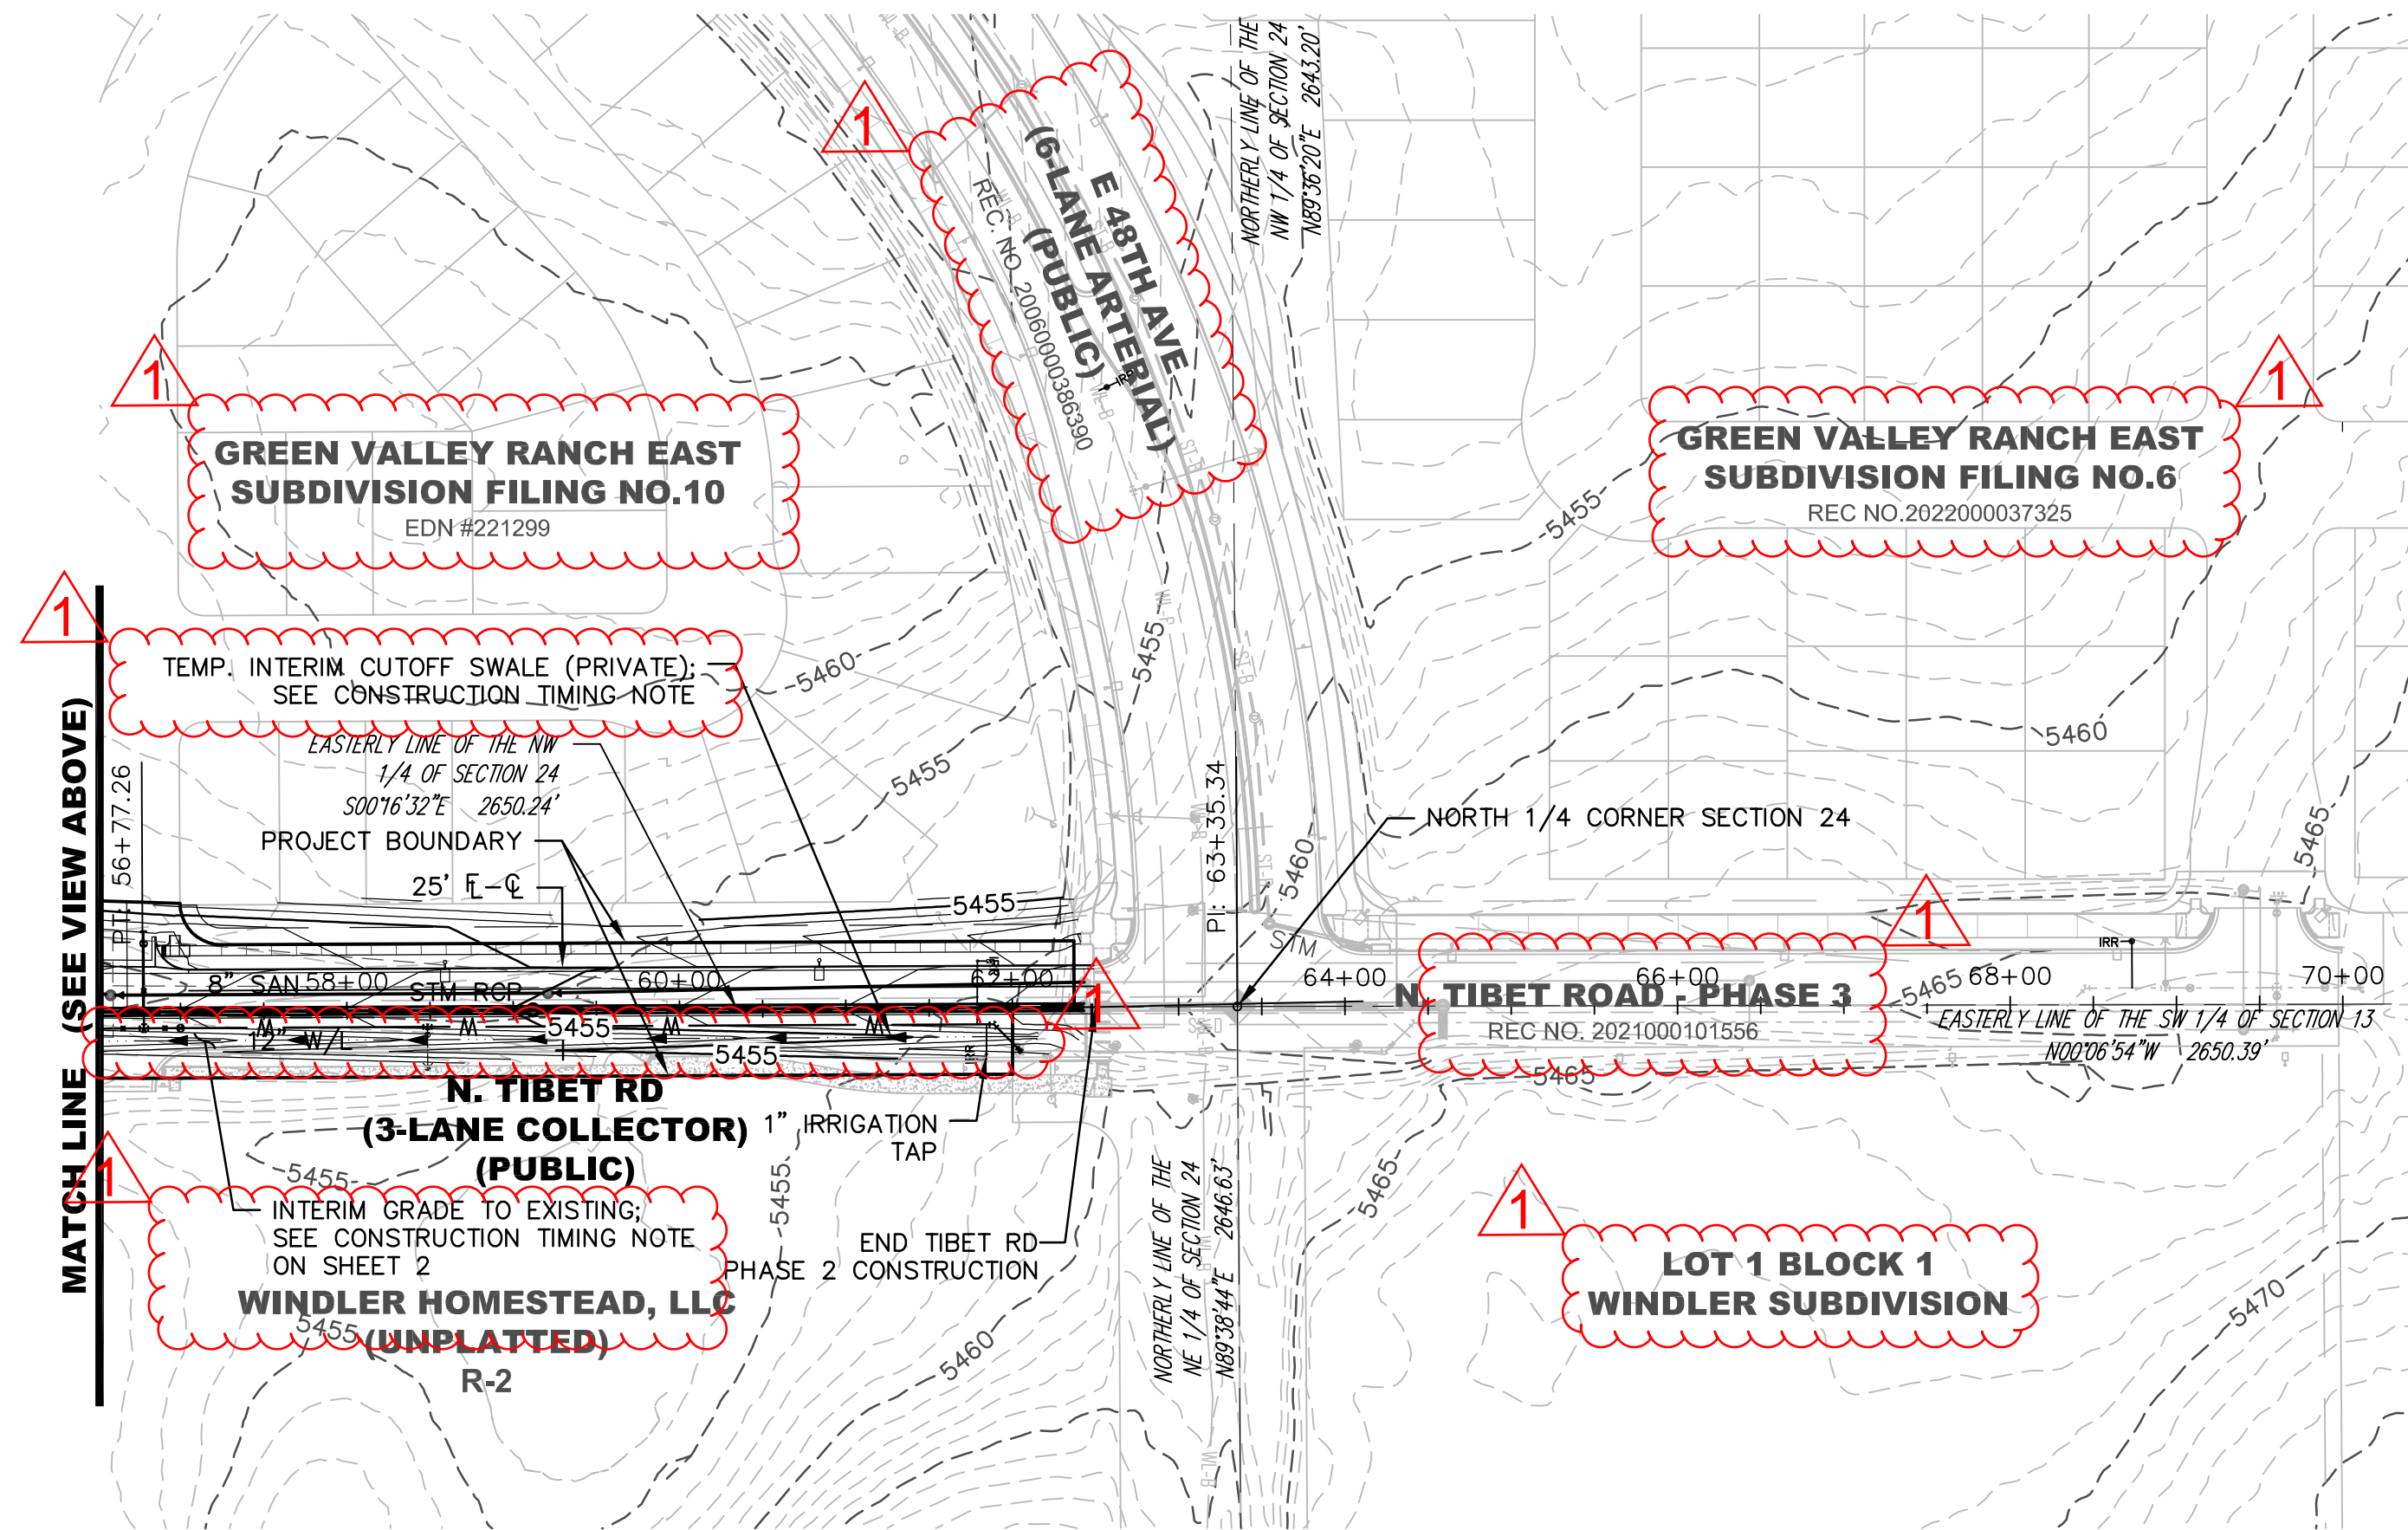 NORTHERLY LINE OF THE
NW 1/4 OF SECTION 24
N89°36'20"E 2643.20'
1
E 48TH AVE
(6-LANE ARTERIAL)
(PUBLIC)
REC. NO. 2006000386390
IRR
1
GREEN VALLEY RANCH EAST
SUBDIVISION FILING NO.10
EDN #221299
1
GREEN VALLEY RANCH EAST
SUBDIVISION FILING NO.6
REC NO.2022000037325
5455
1
TEMP. INTERIM CUTOFF SWALE (PRIVATE);
SEE CONSTRUCTION TIMING NOTE
5460
5455
5460
EASTERLY LINE OF THE NW
1/4 OF SECTION 24
S00°16'32"E 2650.24'
5455
PROJECT BOUNDARY
25' FL-CL
MATCH LINE (SEE VIEW ABOVE)
PT: 56+77.26
PI: 63+35.34
NORTH 1/4 CORNER SECTION 24
5460
5465
5455
STM
1
IRR
8" SAN
58+00
STM RCP
60+00
62+00
64+00
66+00
68+00
70+00
1
N. TIBET ROAD - PHASE 3
REC NO. 2021000101556
5465
EASTERLY LINE OF THE SW 1/4 OF SECTION 13
N00°06'54"W 2650.39'
12" W/L
5455
5455
IRR
5465
N. TIBET RD
(3-LANE COLLECTOR)
(PUBLIC)
1" IRRIGATION
TAP
5455
5455
1
INTERIM GRADE TO EXISTING;
SEE CONSTRUCTION TIMING NOTE
ON SHEET 2
WINDLER HOMESTEAD, LLC
(UNPLATTED)
R-2
5455
END TIBET RD
PHASE 2 CONSTRUCTION
5460
NORTHERLY LINE OF THE
NE 1/4 OF SECTION 24
N89°38'44"E 2646.63'
5465
1
LOT 1 BLOCK 1
WINDLER SUBDIVISION
5470